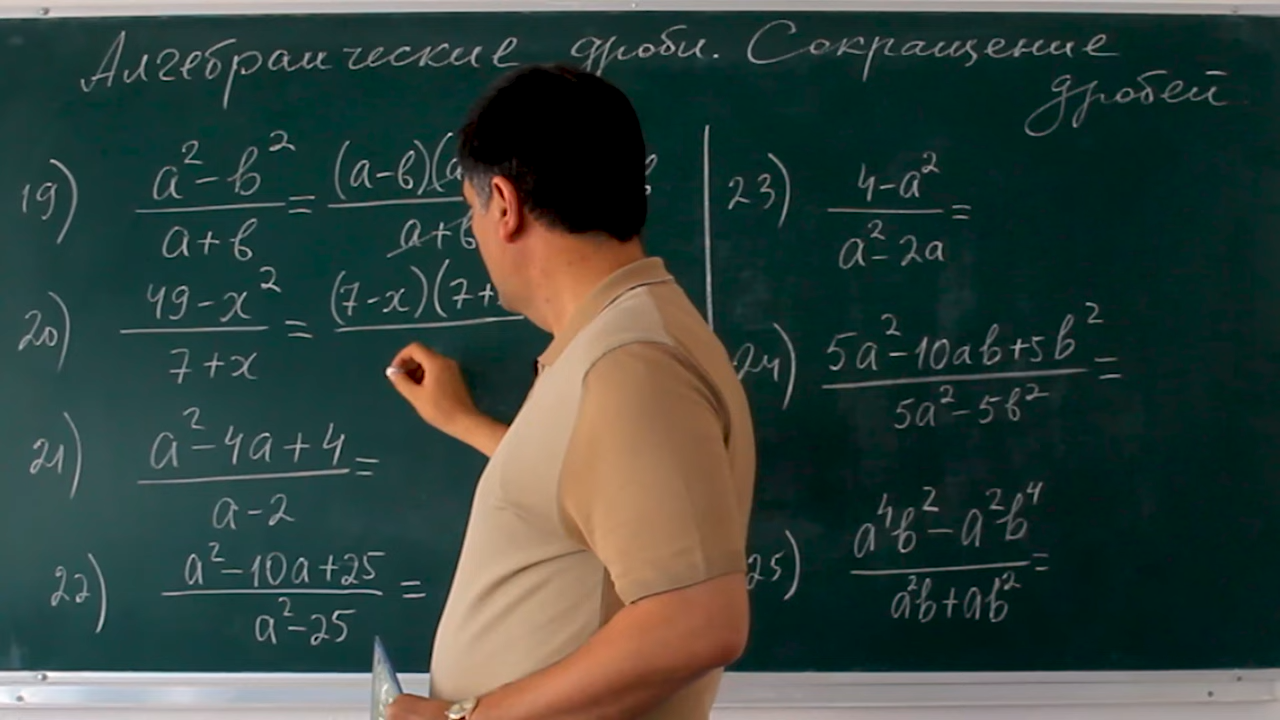 Алгебраические дроби. Сокращение
дробей
19) (a² - b²)/(a + b) = (a-b)(a
a+b
20) (49 - x²)/(7 + x) = (7-x)(7+
21) (a² - 4a + 4)/(a - 2) =
22) (a² - 10a + 25)/(a² - 25) =
23) (4 - a²)/(a² - 2a) =
24) (5a² - 10ab + 5b²)/(5a² - 5b²) =
25) (a⁴b² - a²b⁴)/(a²b + ab²) =